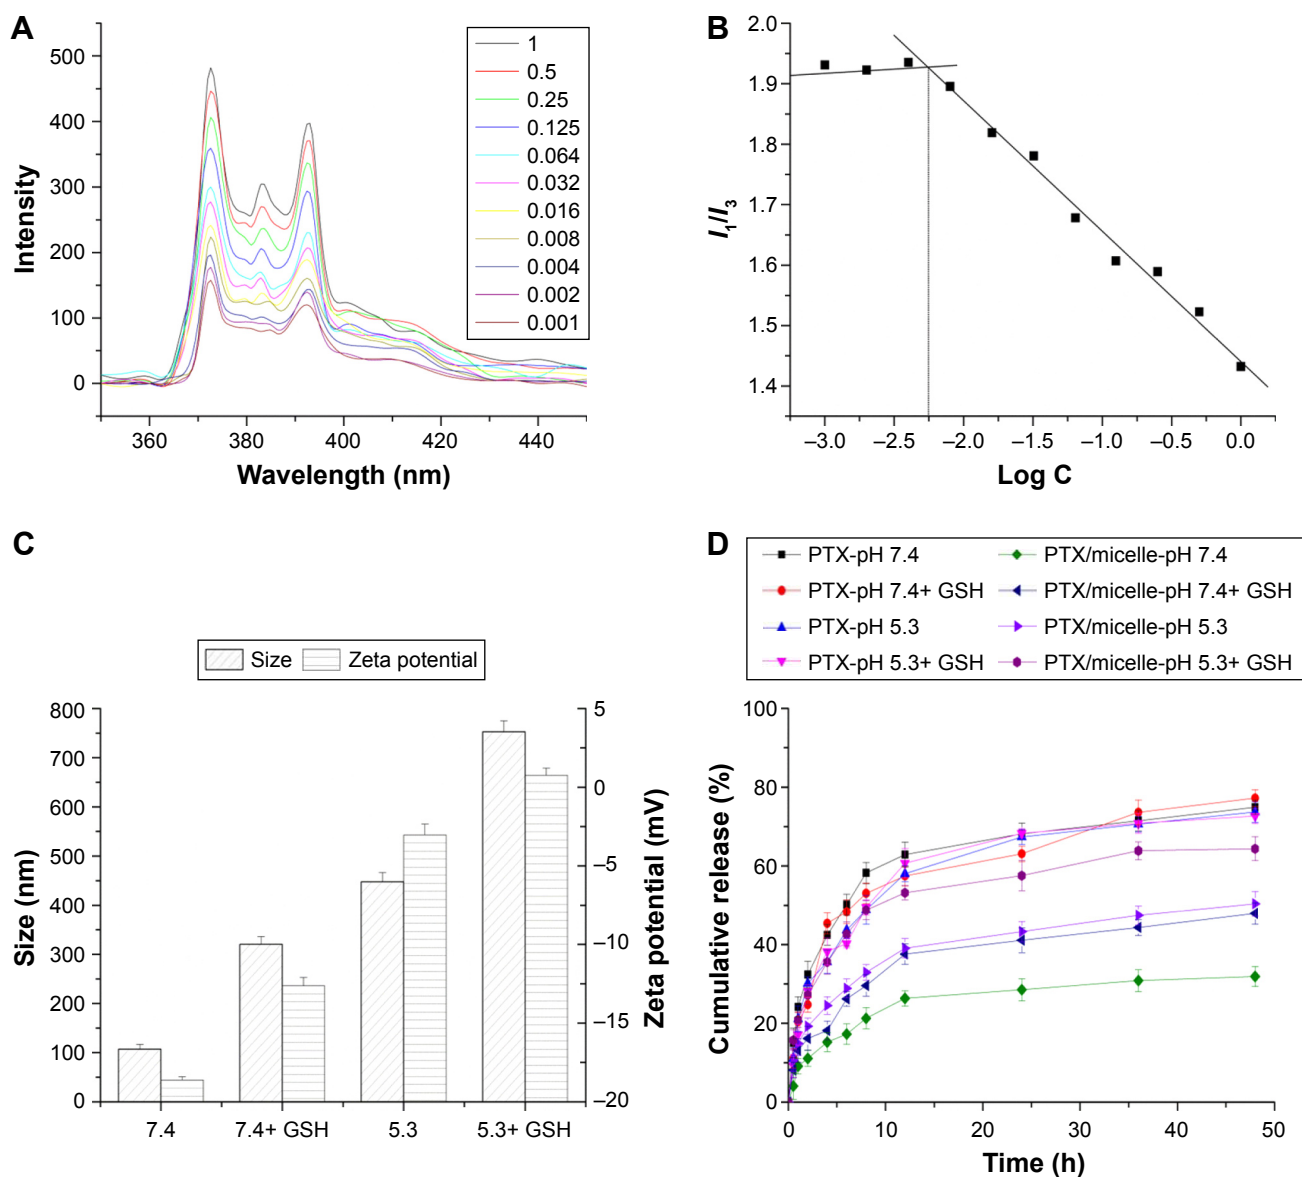 A
500
400
300
200
100
0
Intensity
360
380
400
420
440
Wavelength (nm)
1
0.5
0.25
0.125
0.064
0.032
0.016
0.008
0.004
0.002
0.001
B
2.0
1.9
1.8
1.7
1.6
1.5
1.4
I1/I3
–3.0
–2.5
–2.0
–1.5
–1.0
–0.5
0.0
Log C
C
Size
Zeta potential
800
700
600
500
400
300
200
100
0
Size (nm)
5
0
–5
–10
–15
–20
Zeta potential (mV)
7.4
7.4+ GSH
5.3
5.3+ GSH
D
PTX-pH 7.4
PTX-pH 7.4+ GSH
PTX-pH 5.3
PTX-pH 5.3+ GSH
PTX/micelle-pH 7.4
PTX/micelle-pH 7.4+ GSH
PTX/micelle-pH 5.3
PTX/micelle-pH 5.3+ GSH
100
80
60
40
20
0
Cumulative release (%)
0
10
20
30
40
50
Time (h)